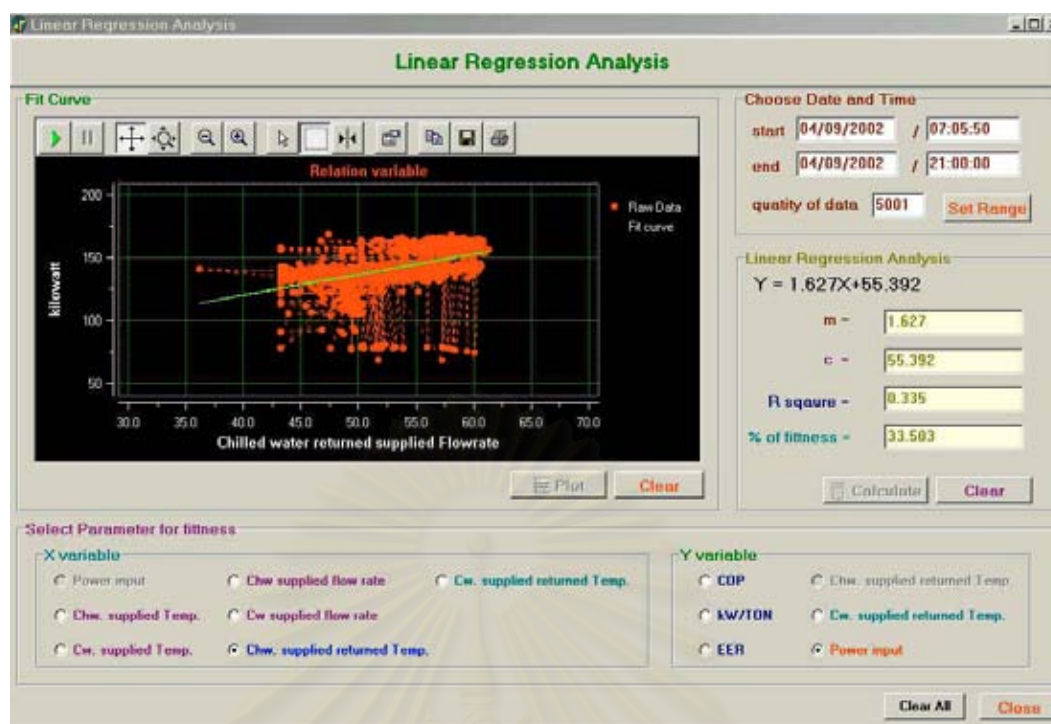 Linear Regression Analysis
Linear Regression Analysis
Fit Curve
Relation variable
200
150
100
50
kilowatt
30.0 35.0 40.0 45.0 50.0 55.0 60.0 65.0 70.0
Chilled water returned supplied Flowrate
Raw Data
Fit curve
Plot
Clear
Choose Date and Time
start 04/09/2002 / 07:05:50
end 04/09/2002 / 21:00:00
quatity of data 5001 Set Range
Linear Regression Analysis
Y = 1.627X+55.392
m = 1.627
c = 55.392
R sqaure = 0.335
% of fittness = 33.503
Calculate Clear
Select Parameter for fittness
X variable
Power input
Chw supplied flow rate
Cw. supplied returned Temp.
Chw. supplied Temp.
Cw supplied flow rate
Cw. supplied Temp.
Chw. supplied returned Temp.
Y variable
COP
Chw. supplied returned Temp
kW/TON
Cw. supplied returned Temp.
EER
Power input
Clear All
Close